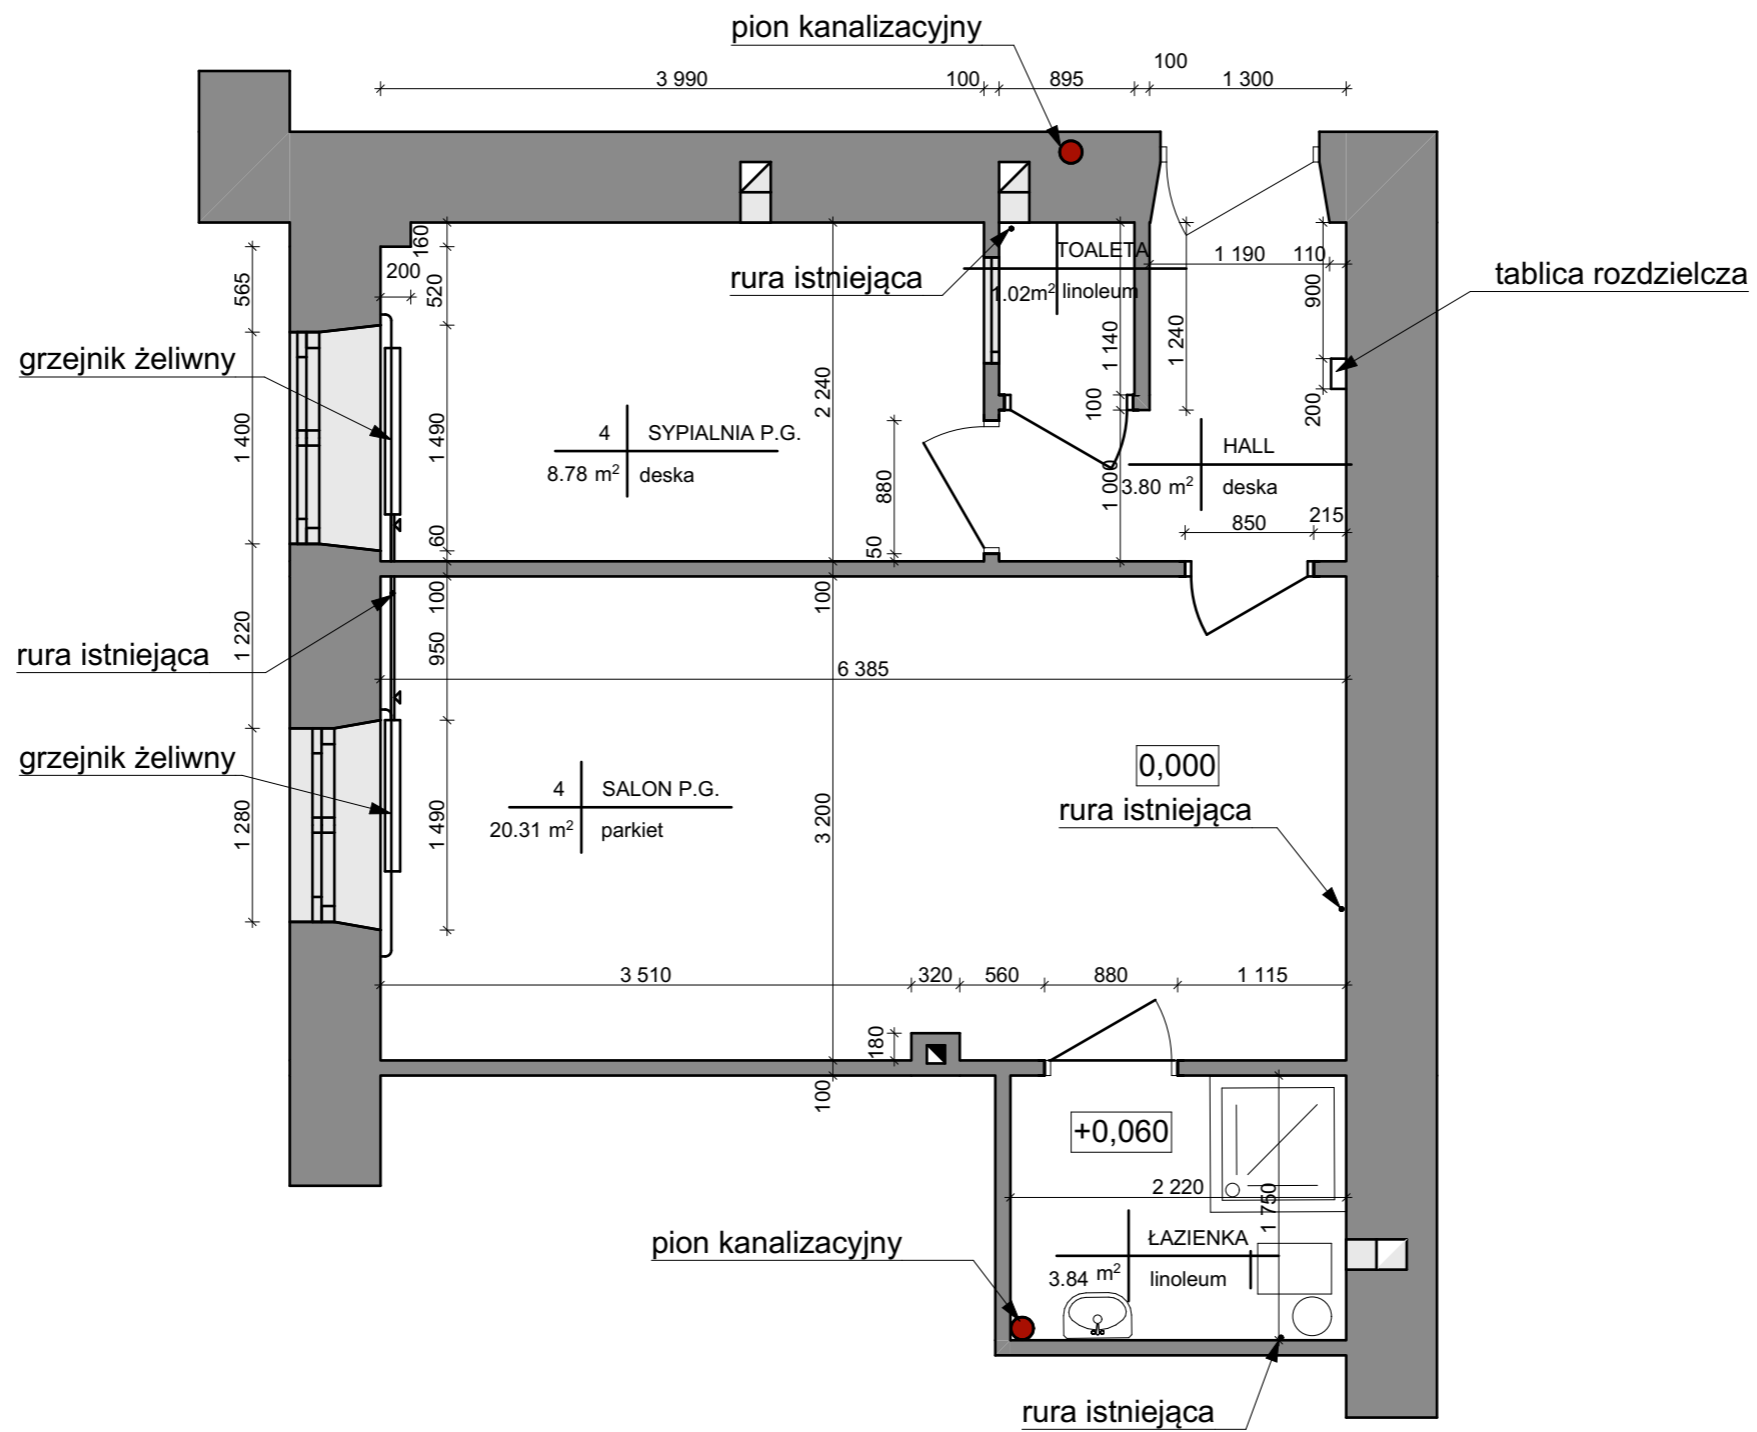 pion kanalizacyjny
100
3 990
100
895
1 300
160
200
520
565
rura istniejąca
TOALETA
1.02m² linoleum
1 190
110
900
tablica rozdzielcza
1 140
1 240
grzejnik żeliwny
1 400
1 490
2 240
100
200
4 SYPIALNIA P.G.
8.78 m² deska
HALL
3.80 m² deska
880
1 000
850
215
60
50
100
100
1 220
950
rura istniejąca
6 385
grzejnik żeliwny
0,000
4 SALON P.G.
20.31 m² parkiet
rura istniejąca
1 280
1 490
3 200
3 510
320
560
880
1 115
180
100
+0,060
2 220
1 750
pion kanalizacyjny
ŁAZIENKA
3.84 m² linoleum
rura istniejąca